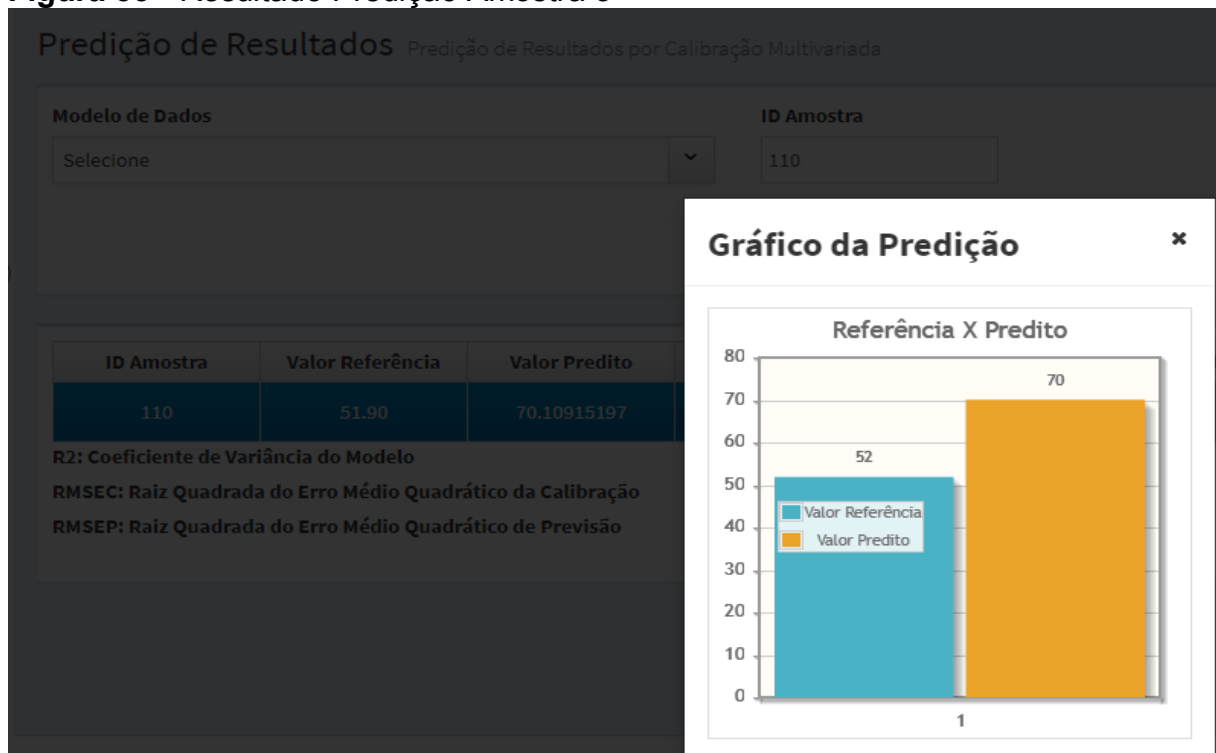 Predição de Resultados Predição de Resultados por Calibração Multivariada
Modelo de Dados ID Amostra
Selecione 110
Gráfico da Predição ×
Referência X Predito
80
70
60
50
40
30
20
10
0
52
70
Valor Referência
Valor Predito
1
ID Amostra Valor Referência Valor Predito
110 51.90 70.10915197
R2: Coeficiente de Variância do Modelo
RMSEC: Raiz Quadrada do Erro Médio Quadrático da Calibração
RMSEP: Raiz Quadrada do Erro Médio Quadrático de Previsão